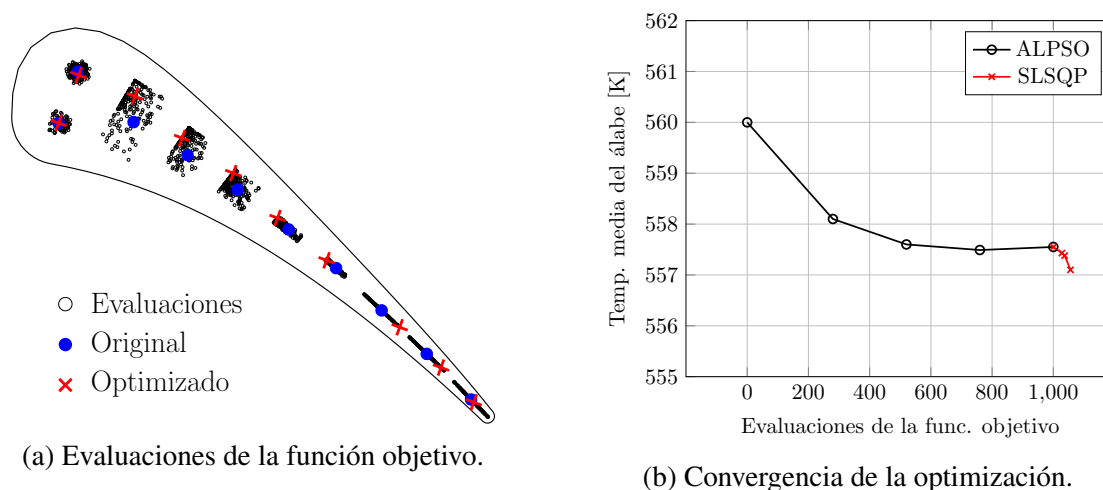 Evaluaciones
Original
Optimizado
(a) Evaluaciones de la función objetivo.
562
561
560
559
558
557
556
555
Temp. media del álabe [K]
ALPSO
SLSQP
0 200 400 600 800 1,000
Evaluaciones de la func. objetivo
(b) Convergencia de la optimización.